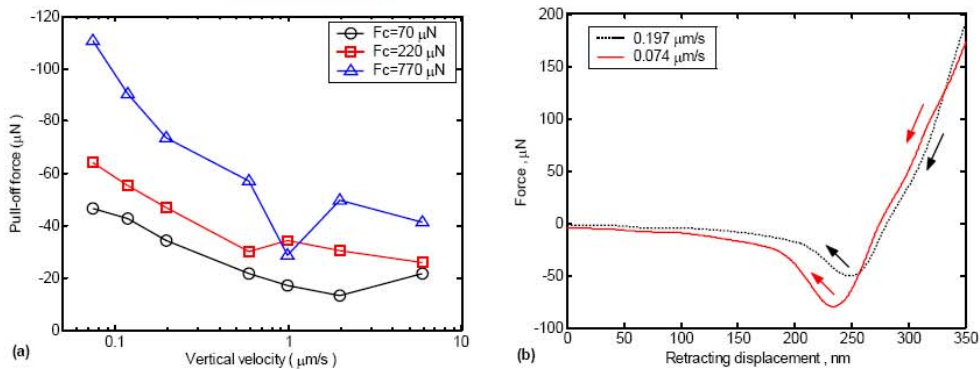 -120
-100
-80
-60
-40
-20
0
Pull-off force (μN)
Fc=70 μN
Fc=220 μN
Fc=770 μN
0.1
1
10
Vertical velocity ( μm/s )
(a)
200
150
100
50
0
-50
-100
Force , μN
0.197 μm/s
0.074 μm/s
0
50
100
150
200
250
300
350
Retracting displacement , nm
(b)